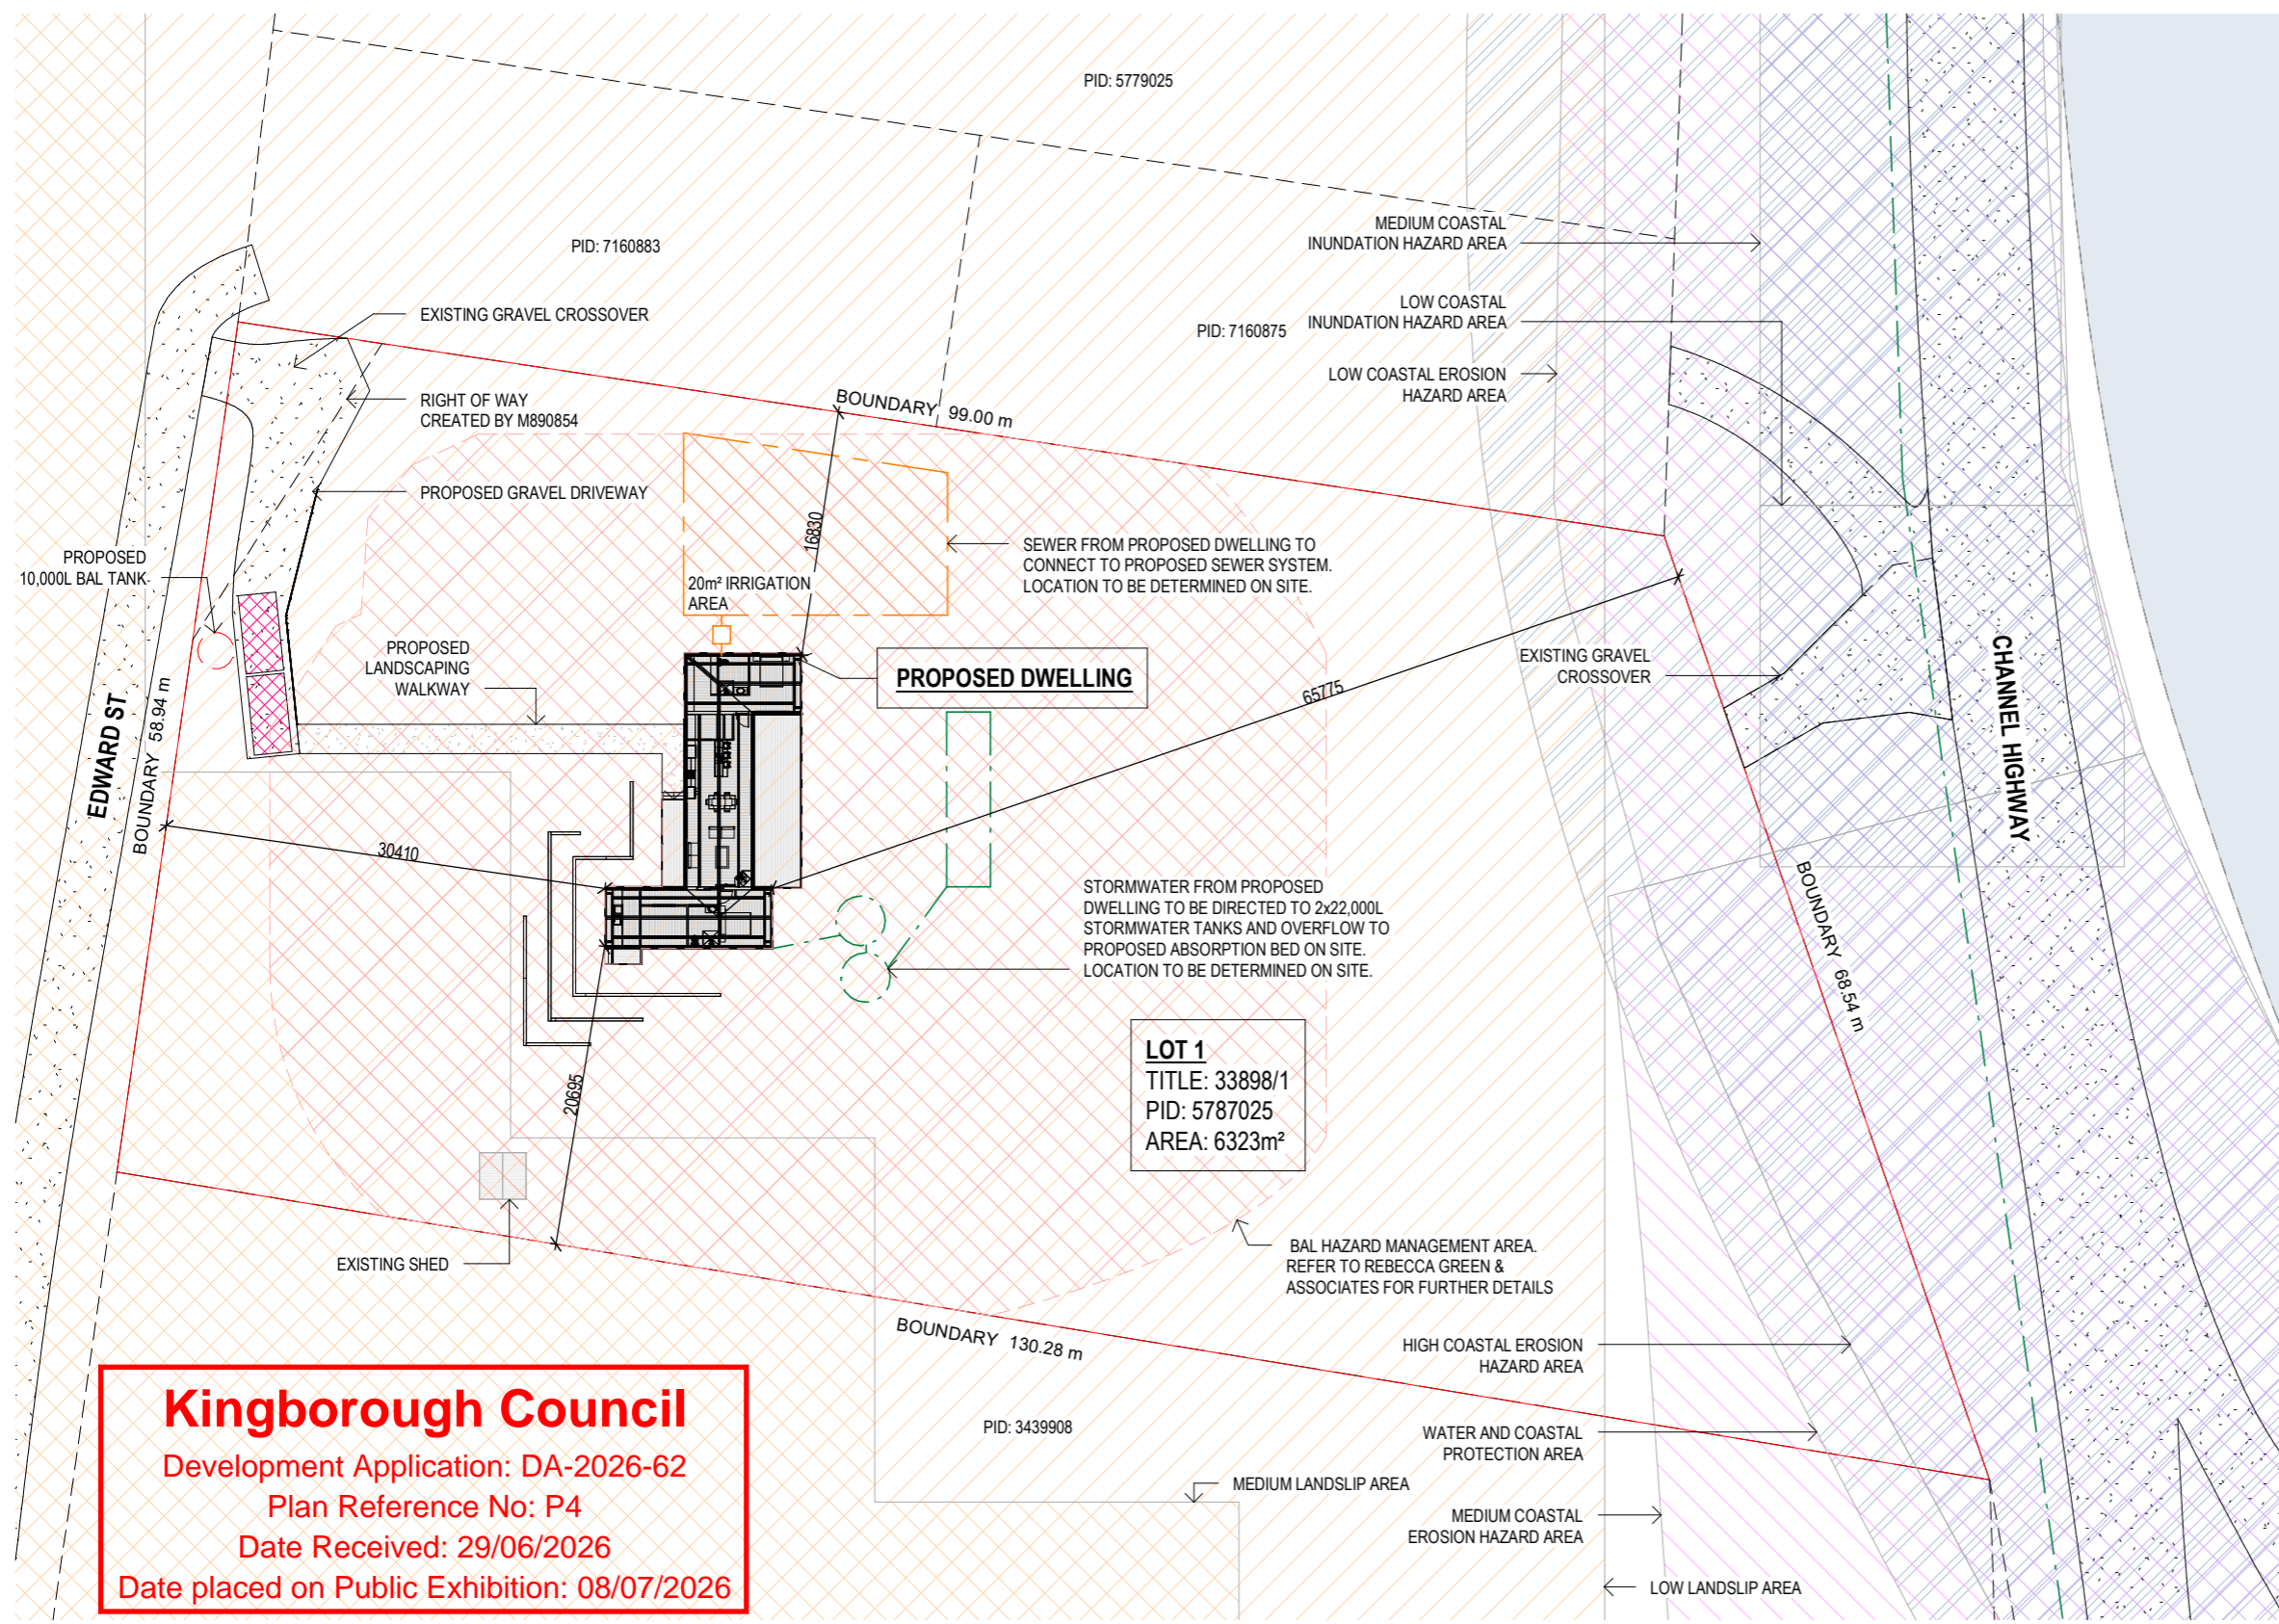 PID: 5779025
PID: 7160883
MEDIUM COASTAL
INUNDATION HAZARD AREA
EXISTING GRAVEL CROSSOVER
LOW COASTAL
INUNDATION HAZARD AREA
PID: 7160875
LOW COASTAL EROSION
HAZARD AREA
RIGHT OF WAY
CREATED BY M890854
BOUNDARY 99.00 m
PROPOSED GRAVEL DRIVEWAY
16830
PROPOSED
10,000L BAL TANK
SEWER FROM PROPOSED DWELLING TO
CONNECT TO PROPOSED SEWER SYSTEM.
LOCATION TO BE DETERMINED ON SITE.
20m² IRRIGATION
AREA
PROPOSED
LANDSCAPING
WALKWAY
PROPOSED DWELLING
65775
EXISTING GRAVEL
CROSSOVER
CHANNEL HIGHWAY
EDWARD ST
BOUNDARY 58.94 m
30410
STORMWATER FROM PROPOSED
DWELLING TO BE DIRECTED TO 2x22,000L
STORMWATER TANKS AND OVERFLOW TO
PROPOSED ABSORPTION BED ON SITE.
LOCATION TO BE DETERMINED ON SITE.
BOUNDARY 68.54 m
LOT 1
TITLE: 33898/1
PID: 5787025
AREA: 6323m²
20695
EXISTING SHED
BAL HAZARD MANAGEMENT AREA.
REFER TO REBECCA GREEN &
ASSOCIATES FOR FURTHER DETAILS
BOUNDARY 130.28 m
HIGH COASTAL EROSION
HAZARD AREA
PID: 3439908
WATER AND COASTAL
PROTECTION AREA
MEDIUM LANDSLIP AREA
MEDIUM COASTAL
EROSION HAZARD AREA
LOW LANDSLIP AREA
Kingborough Council
Development Application: DA-2026-62
Plan Reference No: P4
Date Received: 29/06/2026
Date placed on Public Exhibition: 08/07/2026